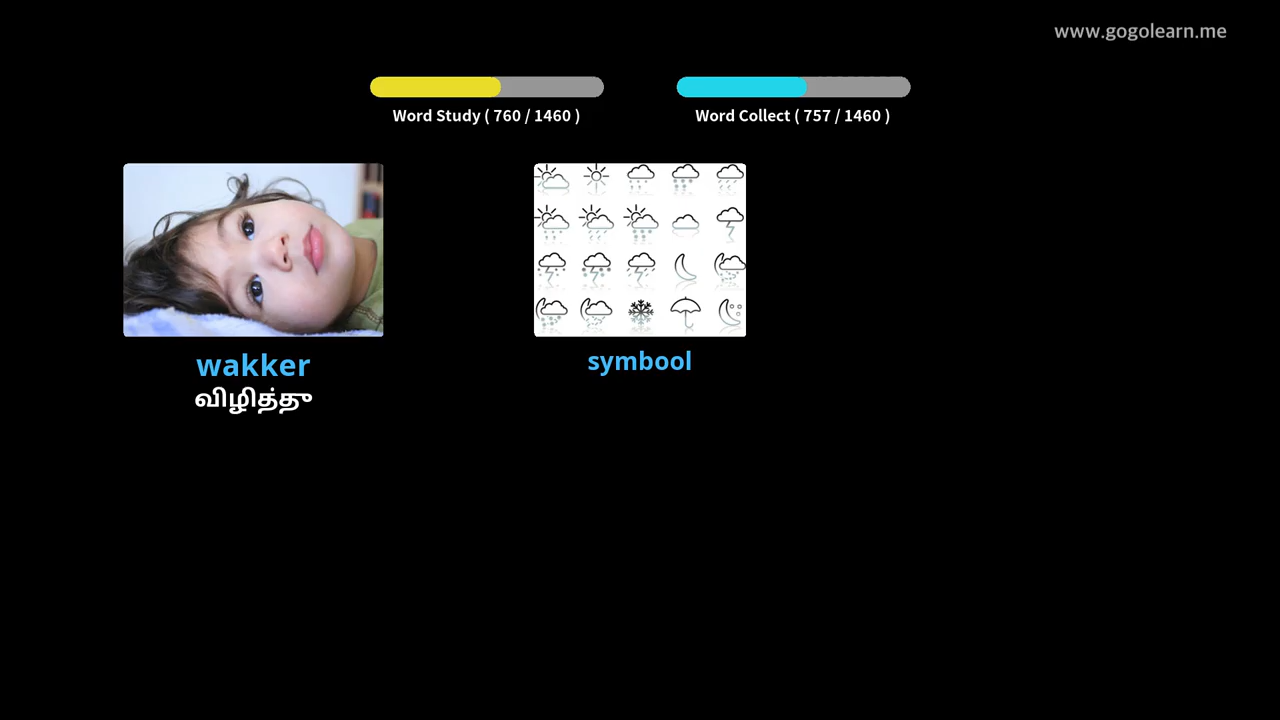 www.gogolearn.me
Word Study ( 760 / 1460 )
Word Collect ( 757 / 1460 )
wakker
விழித்து
symbool